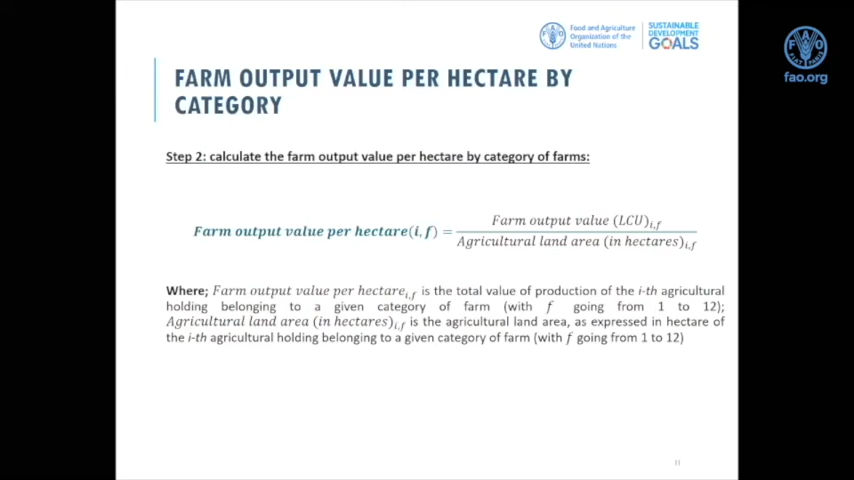 Food and Agriculture
Organization of the
United Nations
SUSTAINABLE
DEVELOPMENT
GOALS
FAO
FIAT PANIS
fao.org
FARM OUTPUT VALUE PER HECTARE BY
CATEGORY
Step 2: calculate the farm output value per hectare by category of farms:
Farm output value per hectare(i, f) = Farm output value (LCU)i,f / Agricultural land area (in hectares)i,f
Where; Farm output value per hectarei,f is the total value of production of the i-th agricultural
holding belonging to a given category of farm (with f going from 1 to 12);
Agricultural land area (in hectares)i,f is the agricultural land area, as expressed in hectare of
the i-th agricultural holding belonging to a given category of farm (with f going from 1 to 12)
11